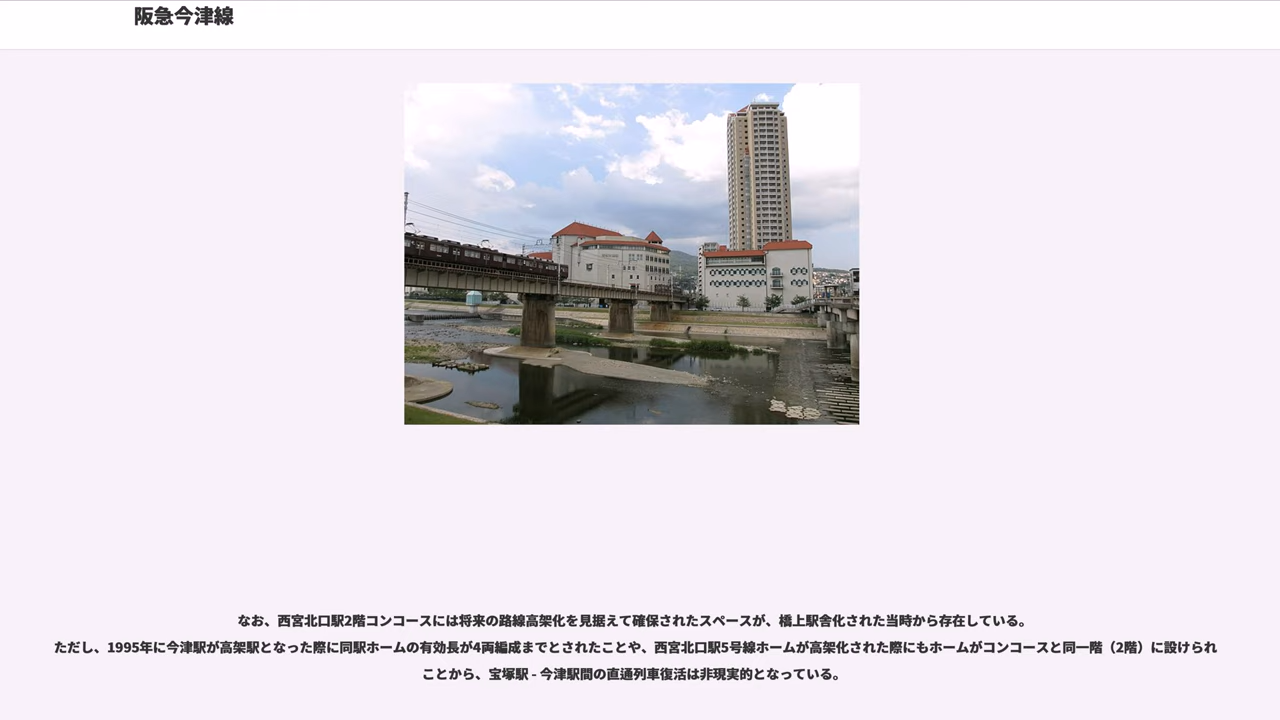 阪急今津線
なお、西宮北口駅2階コンコースには将来の路線高架化を見据えて確保されたスペースが、橋上駅舎化された当時から存在している。
ただし、1995年に今津駅が高架駅となった際に同駅ホームの有効長が4両編成までとされたことや、西宮北口駅5号線ホームが高架化された際にもホームがコンコースと同一階（2階）に設けられ
ことから、宝塚駅 - 今津駅間の直通列車復活は非現実的となっている。